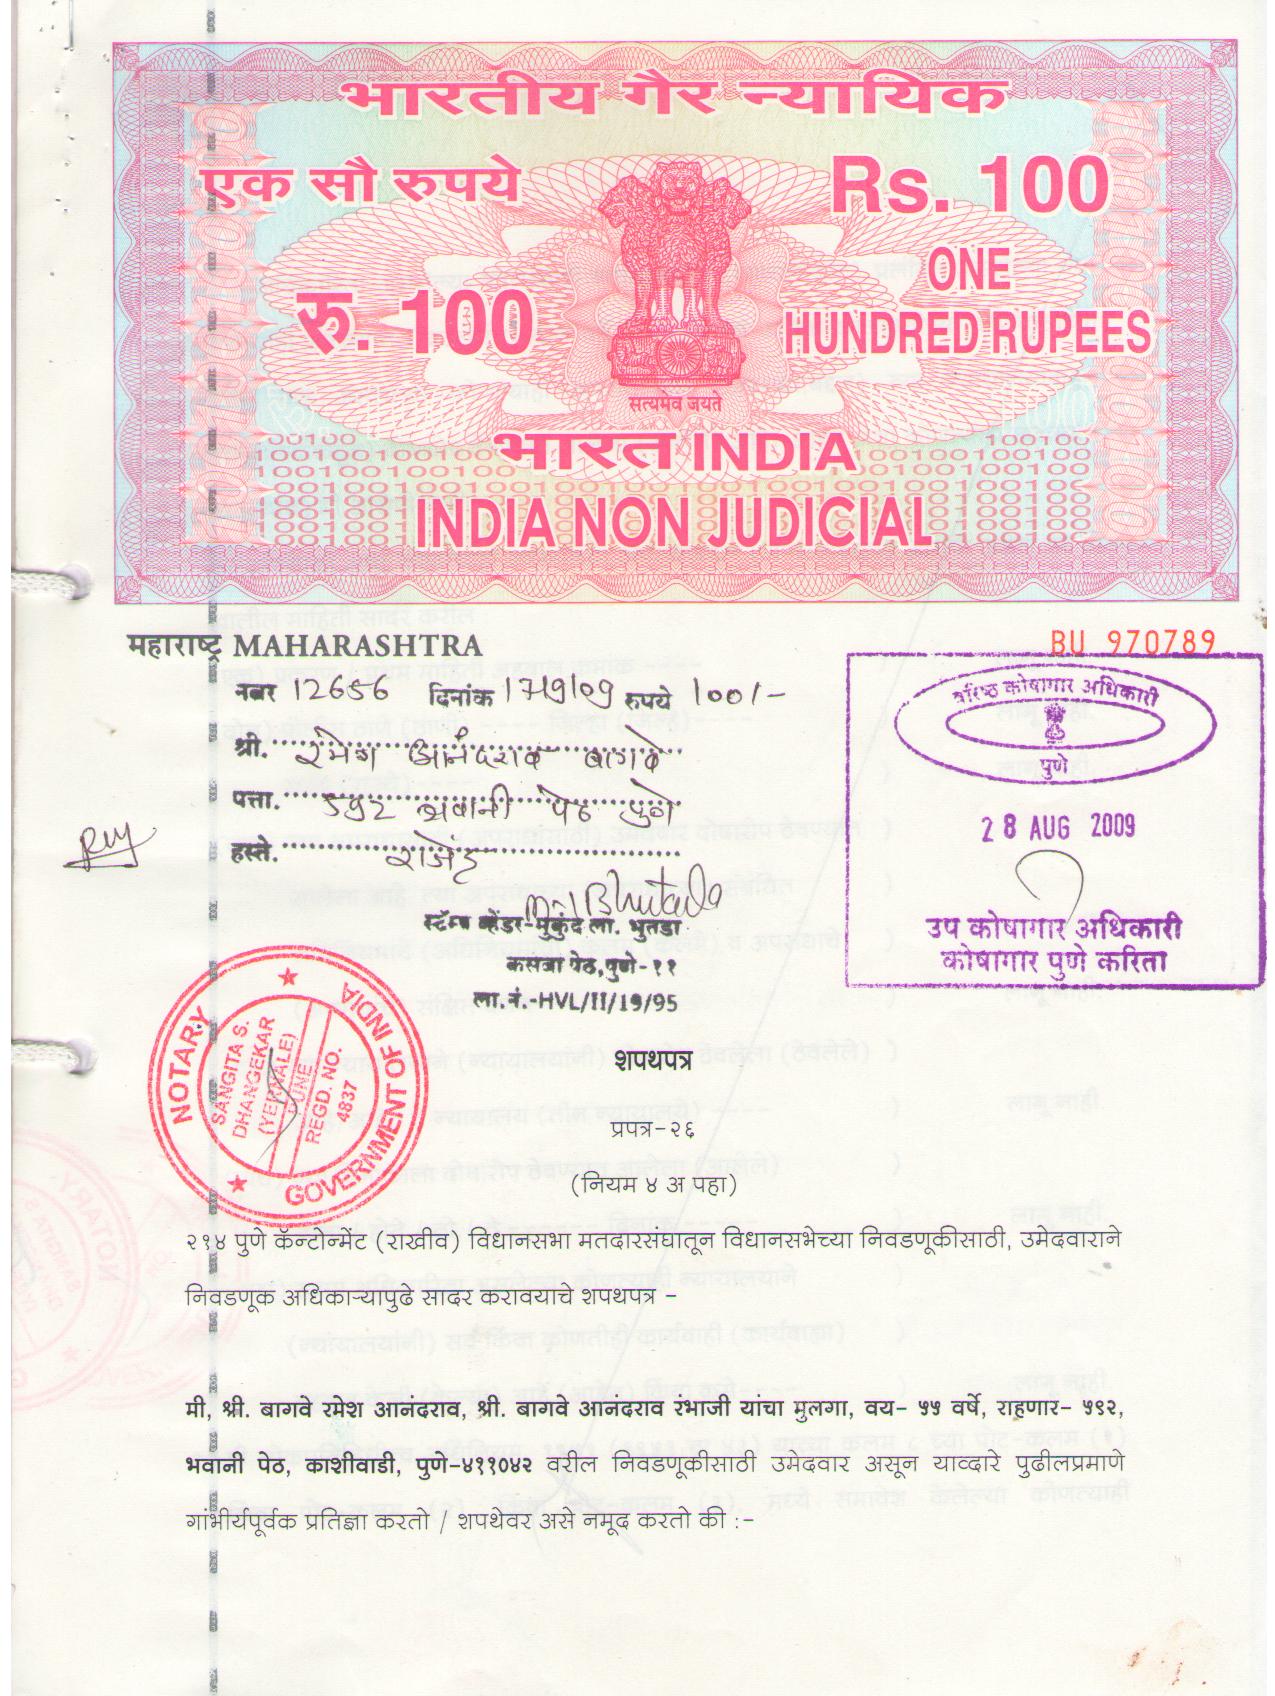 भारतीय गैर न्यायिक
एक सौ रुपये
Rs. 100
रु. 100
ONE
HUNDRED RUPEES
सत्यमेव जयते
भारत INDIA
INDIA NON JUDICIAL
महाराष्ट्र MAHARASHTRA
BU 970789
नंबर 12656 दिनांक 17/9/09 रुपये 100/-
श्री. रमेश आनंदराव बागवे
पत्ता. ५९२ भवानी पेठ पुणे
हस्ते. राजेंद्र
स्टॅम्प व्हेंडर-मुकुंद ला. भुतडा
कसबा पेठ, पुणे-११
ला.नं.-HVL/II/19/95
वरिष्ठ कोषागार अधिकारी
पुणे
28 AUG 2009
उप कोषागार अधिकारी
कोषागार पुणे करिता
NOTARY
SANGITA S.
DHANGEKAR
(YENNALE)
PUNE
REGD. NO.
4837
GOVERNMENT OF INDIA
शपथपत्र
प्रपत्र-२६
(नियम ४ अ पहा)
२१४ पुणे कॅन्टोन्मेंट (राखीव) विधानसभा मतदारसंघातून विधानसभेच्या निवडणूकीसाठी, उमेदवाराने
निवडणूक अधिकाऱ्यापुढे सादर करावयाचे शपथपत्र -
मी, श्री. बागवे रमेश आनंदराव, श्री. बागवे आनंदराव रंभाजी यांचा मुलगा, वय- ५५ वर्षे, राहणार- ५९२,
भवानी पेठ, काशीवाडी, पुणे-४११०४२ वरील निवडणूकीसाठी उमेदवार असून याव्दारे पुढीलप्रमाणे
गांभीर्यपूर्वक प्रतिज्ञा करतो / शपथेवर असे नमूद करतो की :-